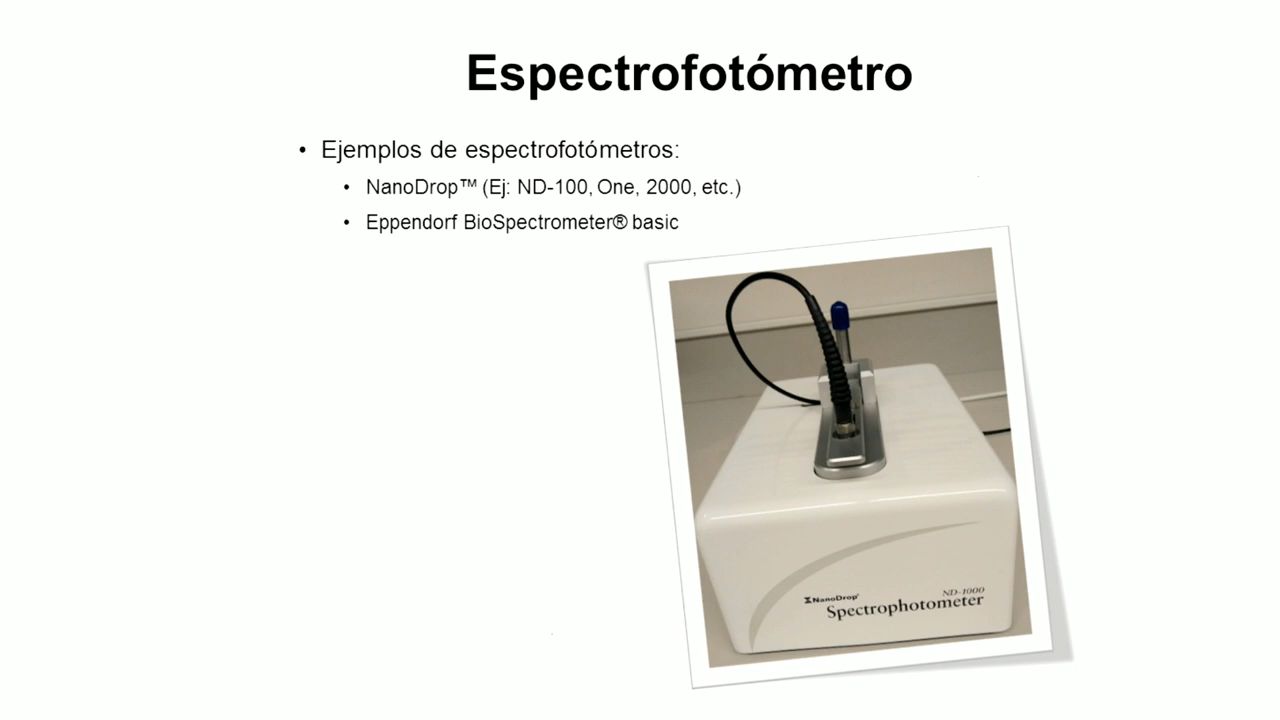 Espectrofotómetro
• Ejemplos de espectrofotómetros:
• NanoDrop™ (Ej: ND-100, One, 2000, etc.)
• Eppendorf BioSpectrometer® basic
ND-1000
NanoDrop®
Spectrophotometer